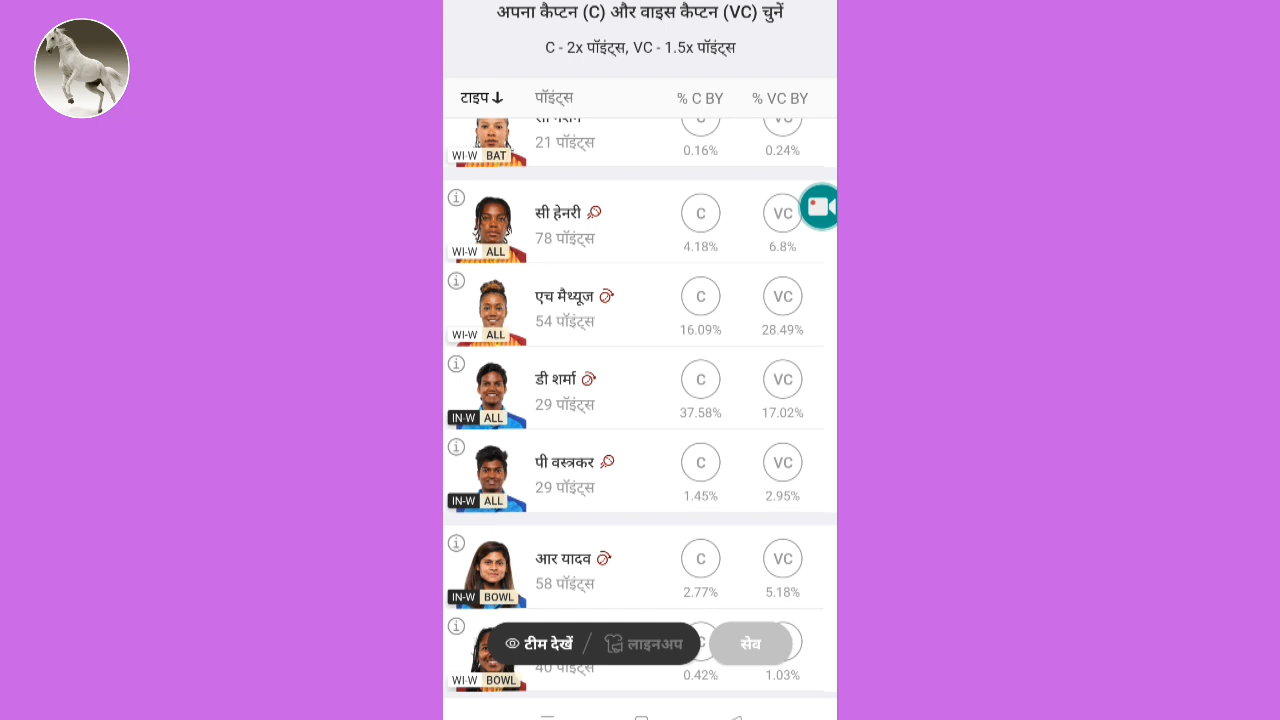 अपना कैप्टन (C) और वाइस कैप्टन (VC) चुनें
C - 2x पॉइंट्स, VC - 1.5x पॉइंट्स
टाइप पॉइंट्स % C BY % VC BY
21 पॉइंट्स 0.16% 0.24%
WI-W BAT
सी हेनरी C VC
78 पॉइंट्स 4.18% 6.8%
WI-W ALL
एच मैथ्यूज C VC
54 पॉइंट्स 16.09% 28.49%
WI-W ALL
डी शर्मा C VC
29 पॉइंट्स 37.58% 17.02%
IN-W ALL
पी वस्त्रकर C VC
29 पॉइंट्स 1.45% 2.95%
IN-W ALL
आर यादव C VC
58 पॉइंट्स 2.77% 5.18%
IN-W BOWL
टीम देखें लाइनअप सेव
40 पॉइंट्स 0.42% 1.03%
WI-W BOWL